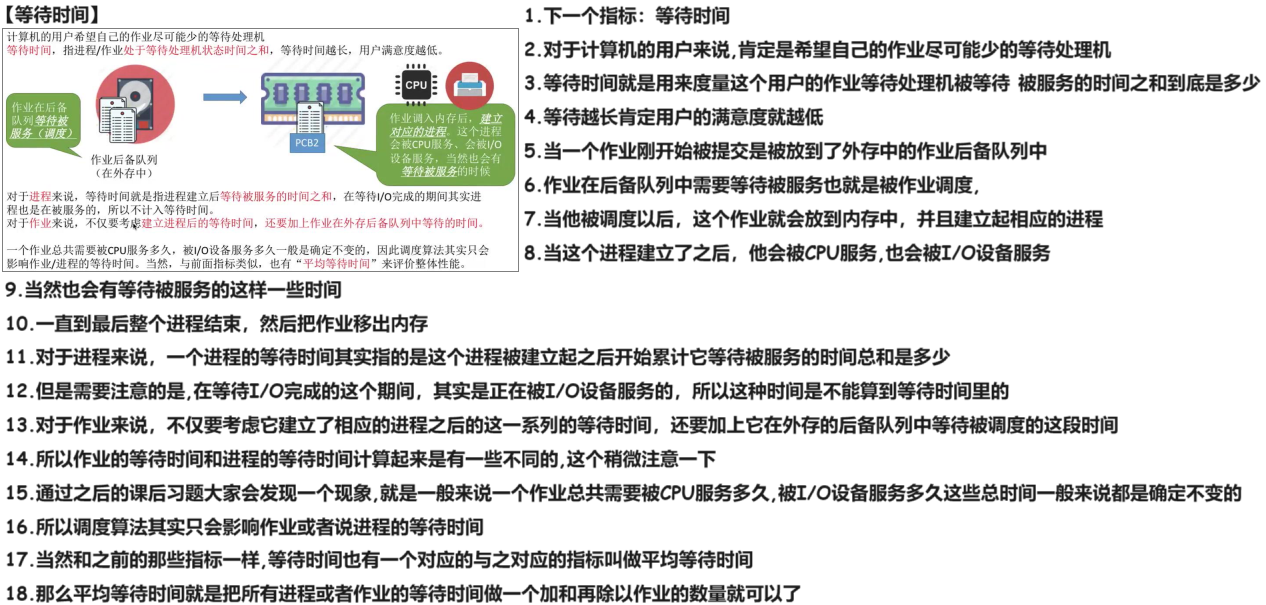 【等待时间】
计算机的用户希望自己的作业尽可能少的等待处理机
等待时间，指进程/作业处于等待处理机状态时间之和，等待时间越长，用户满意度越低。
作业在后备
队列等待被
服务（调度）
作业后备队列
（在外存中）
PCB2
CPU
作业调入内存后，建立
对应的进程。这个进程
会被CPU服务、会被I/O
设备服务，当然也会有
等待被服务的时候
对于进程来说，等待时间就是指进程建立后等待被服务的时间之和，在等待I/O完成的期间其实进
程也是在被服务的，所以不计入等待时间。
对于作业来说，不仅要考虑建立进程后的等待时间，还要加上作业在外存后备队列中等待的时间。
一个作业总共需要被CPU服务多久，被I/O设备服务多久一般是确定不变的，因此调度算法其实只会
影响作业/进程的等待时间。当然，与前面指标类似，也有“平均等待时间”来评价整体性能。
1.下一个指标：等待时间
2.对于计算机的用户来说,肯定是希望自己的作业尽可能少的等待处理机
3.等待时间就是用来度量这个用户的作业等待处理机被等待 被服务的时间之和到底是多少
4.等待越长肯定用户的满意度就越低
5.当一个作业刚开始被提交是被放到了外存中的作业后备队列中
6.作业在后备队列中需要等待被服务也就是被作业调度,
7.当他被调度以后，这个作业就会放到内存中，并且建立起相应的进程
8.当这个进程建立了之后，他会被CPU服务,也会被I/O设备服务
9.当然也会有等待被服务的这样一些时间
10.一直到最后整个进程结束，然后把作业移出内存
11.对于进程来说，一个进程的等待时间其实指的是这个进程被建立起之后开始累计它等待被服务的时间总和是多少
12.但是需要注意的是,在等待I/O完成的这个期间，其实是正在被I/O设备服务的，所以这种时间是不能算到等待时间里的
13.对于作业来说，不仅要考虑它建立了相应的进程之后的这一系列的等待时间，还要加上它在外存的后备队列中等待被调度的这段时间
14.所以作业的等待时间和进程的等待时间计算起来是有一些不同的,这个稍微注意一下
15.通过之后的课后习题大家会发现一个现象,就是一般来说一个作业总共需要被CPU服务多久,被I/O设备服务多久这些总时间一般来说都是确定不变的
16.所以调度算法其实只会影响作业或者说进程的等待时间
17.当然和之前的那些指标一样,等待时间也有一个对应的与之对应的指标叫做平均等待时间
18.那么平均等待时间就是把所有进程或者作业的等待时间做一个加和再除以作业的数量就可以了